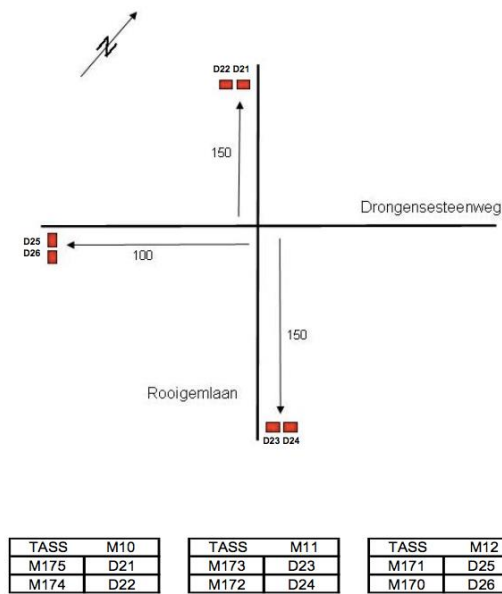 N
D22 D21
150
Drongensesteenweg
D25
D26
100
150
Rooigemlaan
D23 D24
TASS M10
M175 D21
M174 D22
TASS M11
M173 D23
M172 D24
TASS M12
M171 D25
M170 D26